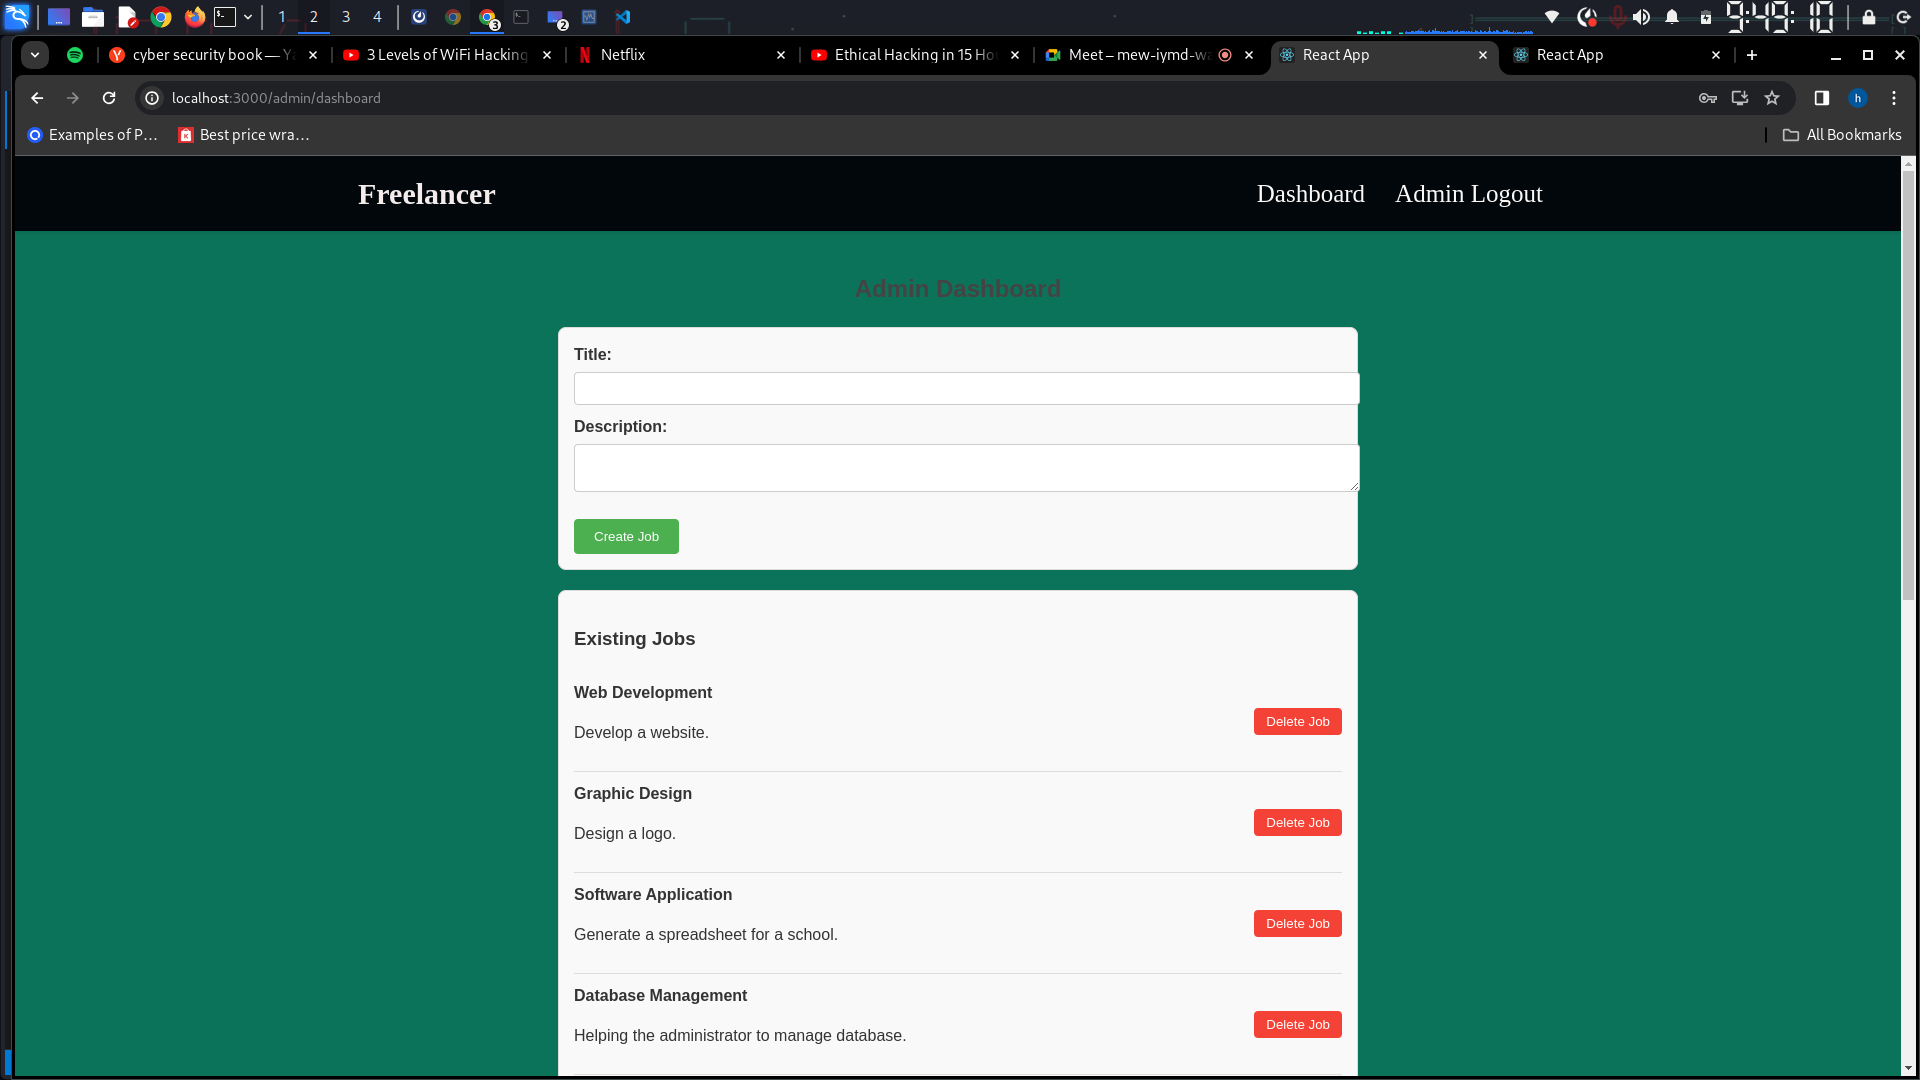 1 2 3 4 3 2 9:49:10
cyber security book — Ya
3 Levels of WiFi Hacking
Netflix
Ethical Hacking in 15 Ho
Meet – mew-iymd-wa
React App
React App
localhost:3000/admin/dashboard
h
Examples of P...
Best price wra...
All Bookmarks
Freelancer
Dashboard
Admin Logout
Admin Dashboard
Title:
Description:
Create Job
Existing Jobs
Web Development
Delete Job
Develop a website.
Graphic Design
Delete Job
Design a logo.
Software Application
Delete Job
Generate a spreadsheet for a school.
Database Management
Delete Job
Helping the administrator to manage database.